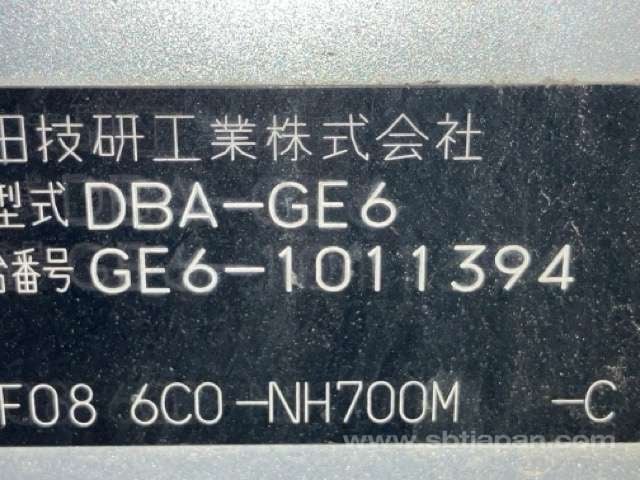 田技研工業株式会社
型式 DBA-GE6
番号 GE6-1011394
F08 6C0-NH700M -C
www.sbtjapan.com